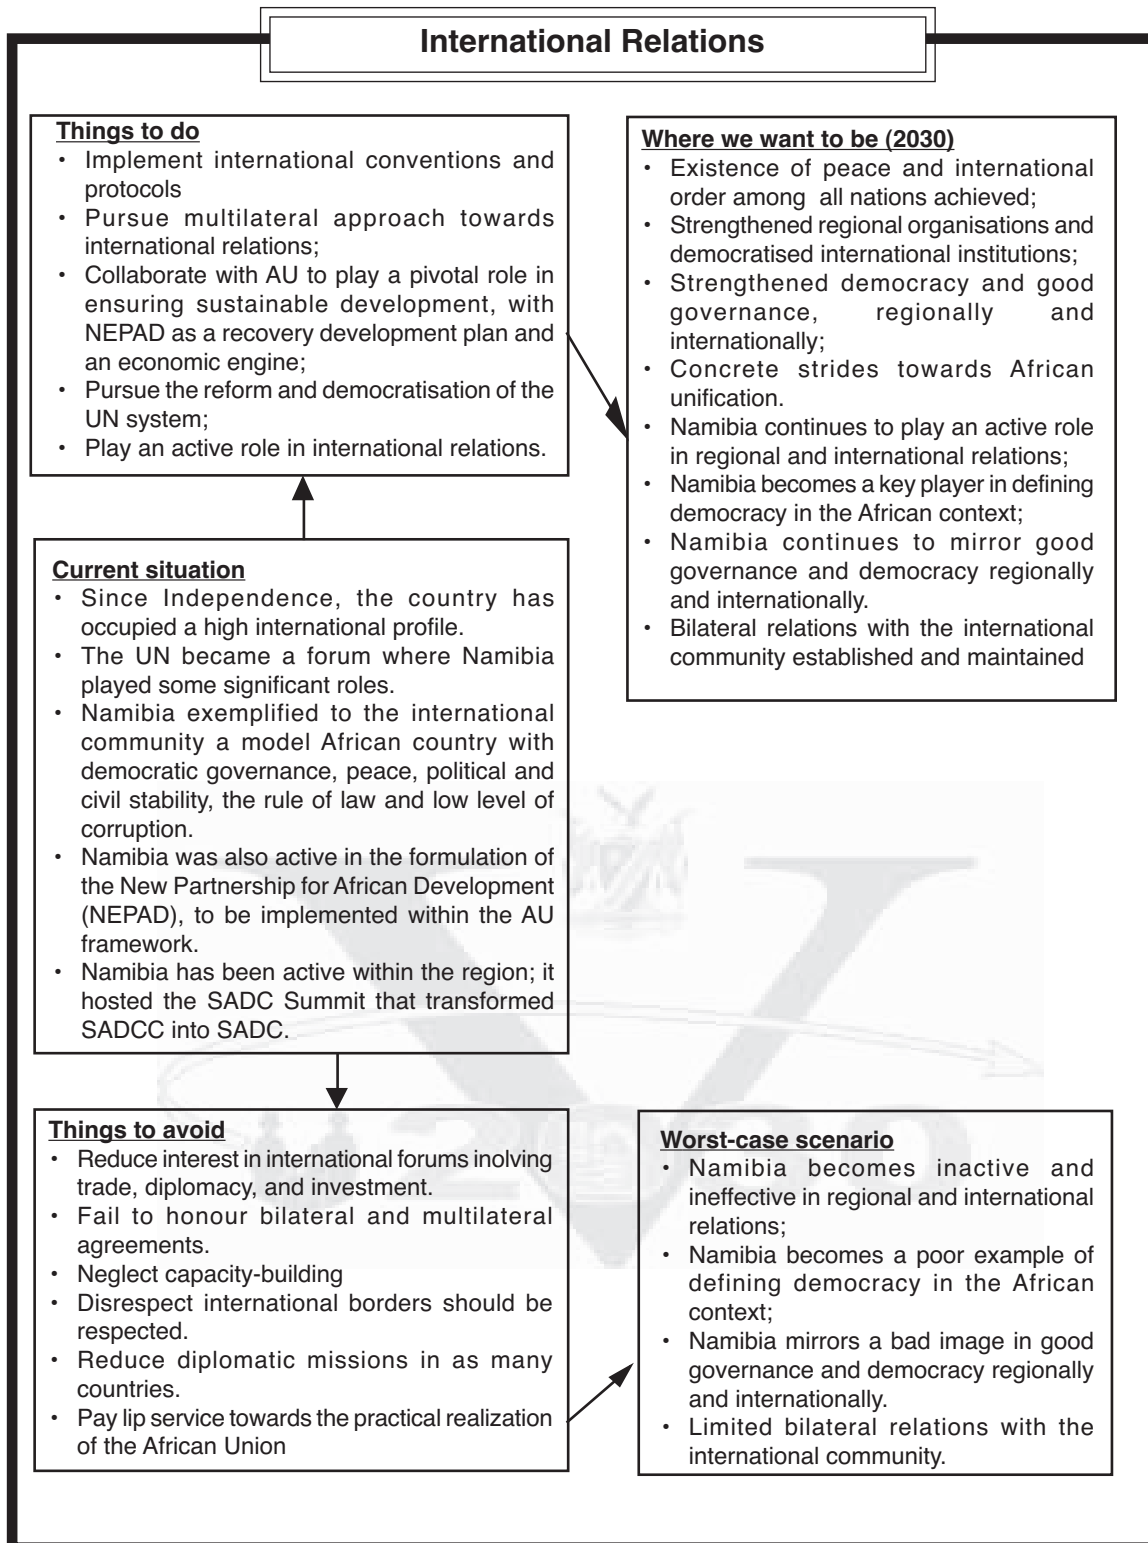 International Relations
Things to do
• Implement international conventions and
protocols
• Pursue multilateral approach towards
international relations;
• Collaborate with AU to play a pivotal role in
ensuring sustainable development, with
NEPAD as a recovery development plan and
an economic engine;
• Pursue the reform and democratisation of the
UN system;
• Play an active role in international relations.
Where we want to be (2030)
• Existence of peace and international
order among all nations achieved;
• Strengthened regional organisations and
democratised international institutions;
• Strengthened democracy and good
governance, regionally and
internationally;
• Concrete strides towards African
unification.
• Namibia continues to play an active role
in regional and international relations;
• Namibia becomes a key player in defining
democracy in the African context;
• Namibia continues to mirror good
governance and democracy regionally
and internationally.
• Bilateral relations with the international
community established and maintained
Current situation
• Since Independence, the country has
occupied a high international profile.
• The UN became a forum where Namibia
played some significant roles.
• Namibia exemplified to the international
community a model African country with
democratic governance, peace, political and
civil stability, the rule of law and low level of
corruption.
• Namibia was also active in the formulation of
the New Partnership for African Development
(NEPAD), to be implemented within the AU
framework.
• Namibia has been active within the region; it
hosted the SADC Summit that transformed
SADCC into SADC.
Things to avoid
• Reduce interest in international forums inolving
trade, diplomacy, and investment.
• Fail to honour bilateral and multilateral
agreements.
• Neglect capacity-building
• Disrespect international borders should be
respected.
• Reduce diplomatic missions in as many
countries.
• Pay lip service towards the practical realization
of the African Union
Worst-case scenario
• Namibia becomes inactive and
ineffective in regional and international
relations;
• Namibia becomes a poor example of
defining democracy in the African
context;
• Namibia mirrors a bad image in good
governance and democracy regionally
and internationally.
• Limited bilateral relations with the
international community.
V
2030